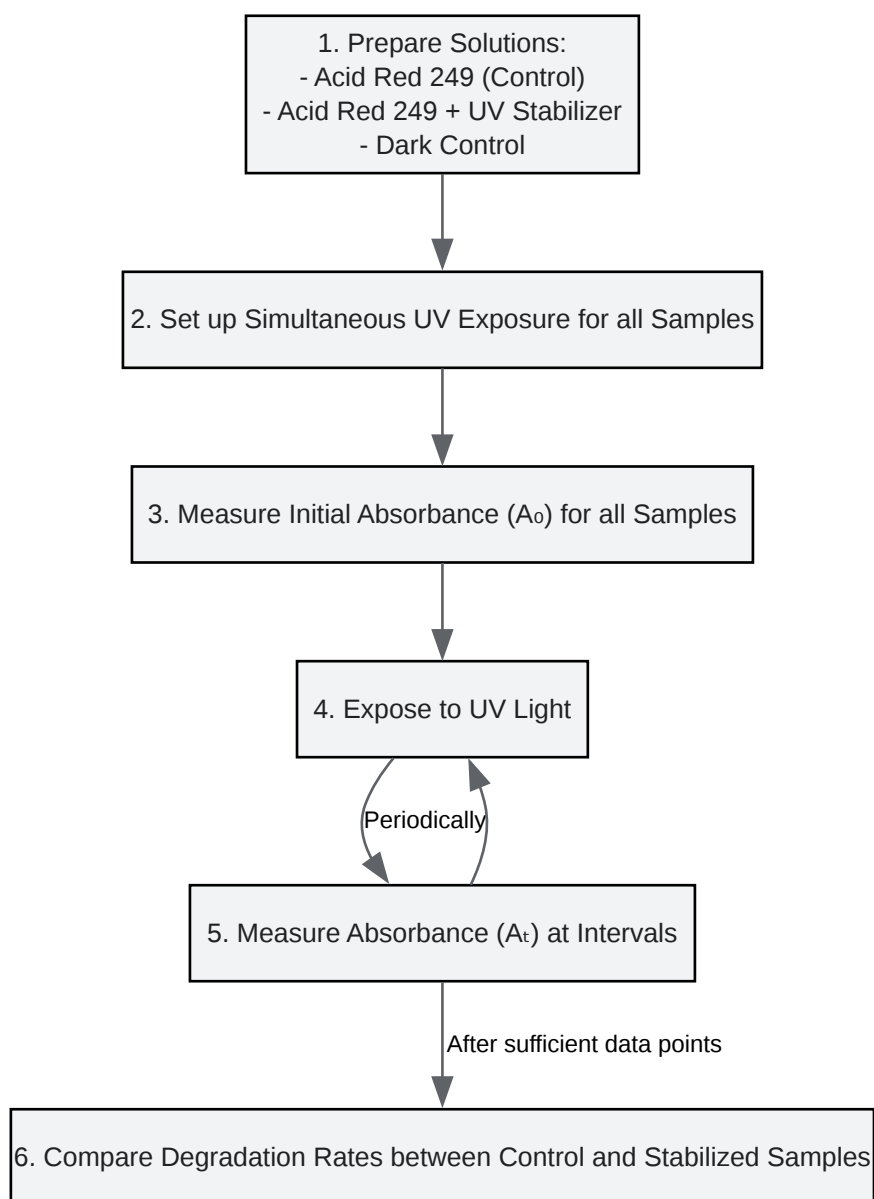 1. Prepare Solutions:
- Acid Red 249 (Control)
- Acid Red 249 + UV Stabilizer
- Dark Control
2. Set up Simultaneous UV Exposure for all Samples
3. Measure Initial Absorbance (A₀) for all Samples
4. Expose to UV Light
Periodically
5. Measure Absorbance (Aₜ) at Intervals
After sufficient data points
6. Compare Degradation Rates between Control and Stabilized Samples